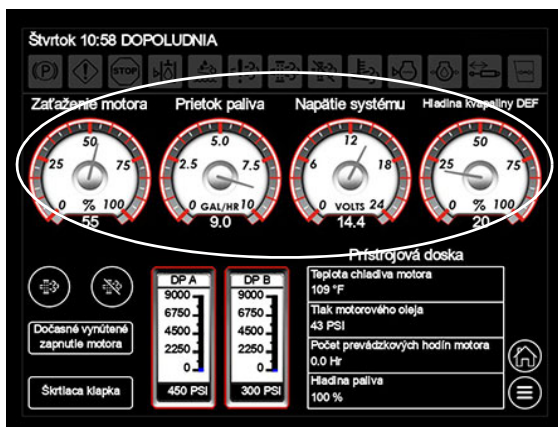 Štvrtok 10:58 DOPOLUDNIA
(P) STOP
Zaťaženie motora Prietok paliva Napätie systému Hladina kvapaliny DEF
50 5.0 12 50
25 75 2.5 7.5 6 18 25 75
0 % 100 0 GAL/HR 10 0 VOLTS 24 0 % 100
55 9.0 14.4 20
Prístrojová doska
DP A DP B
9000 9000
6750 6750
4500 4500
2250 2250
0 0
450 PSI 300 PSI
Teplota chladiva motora
109 °F
Tlak motorového oleja
43 PSI
Počet prevádzkových hodín motora
0.0 Hr
Hladina paliva
100 %
Dočasné vynútené
zapnutie motora
Škrtiaca klapka